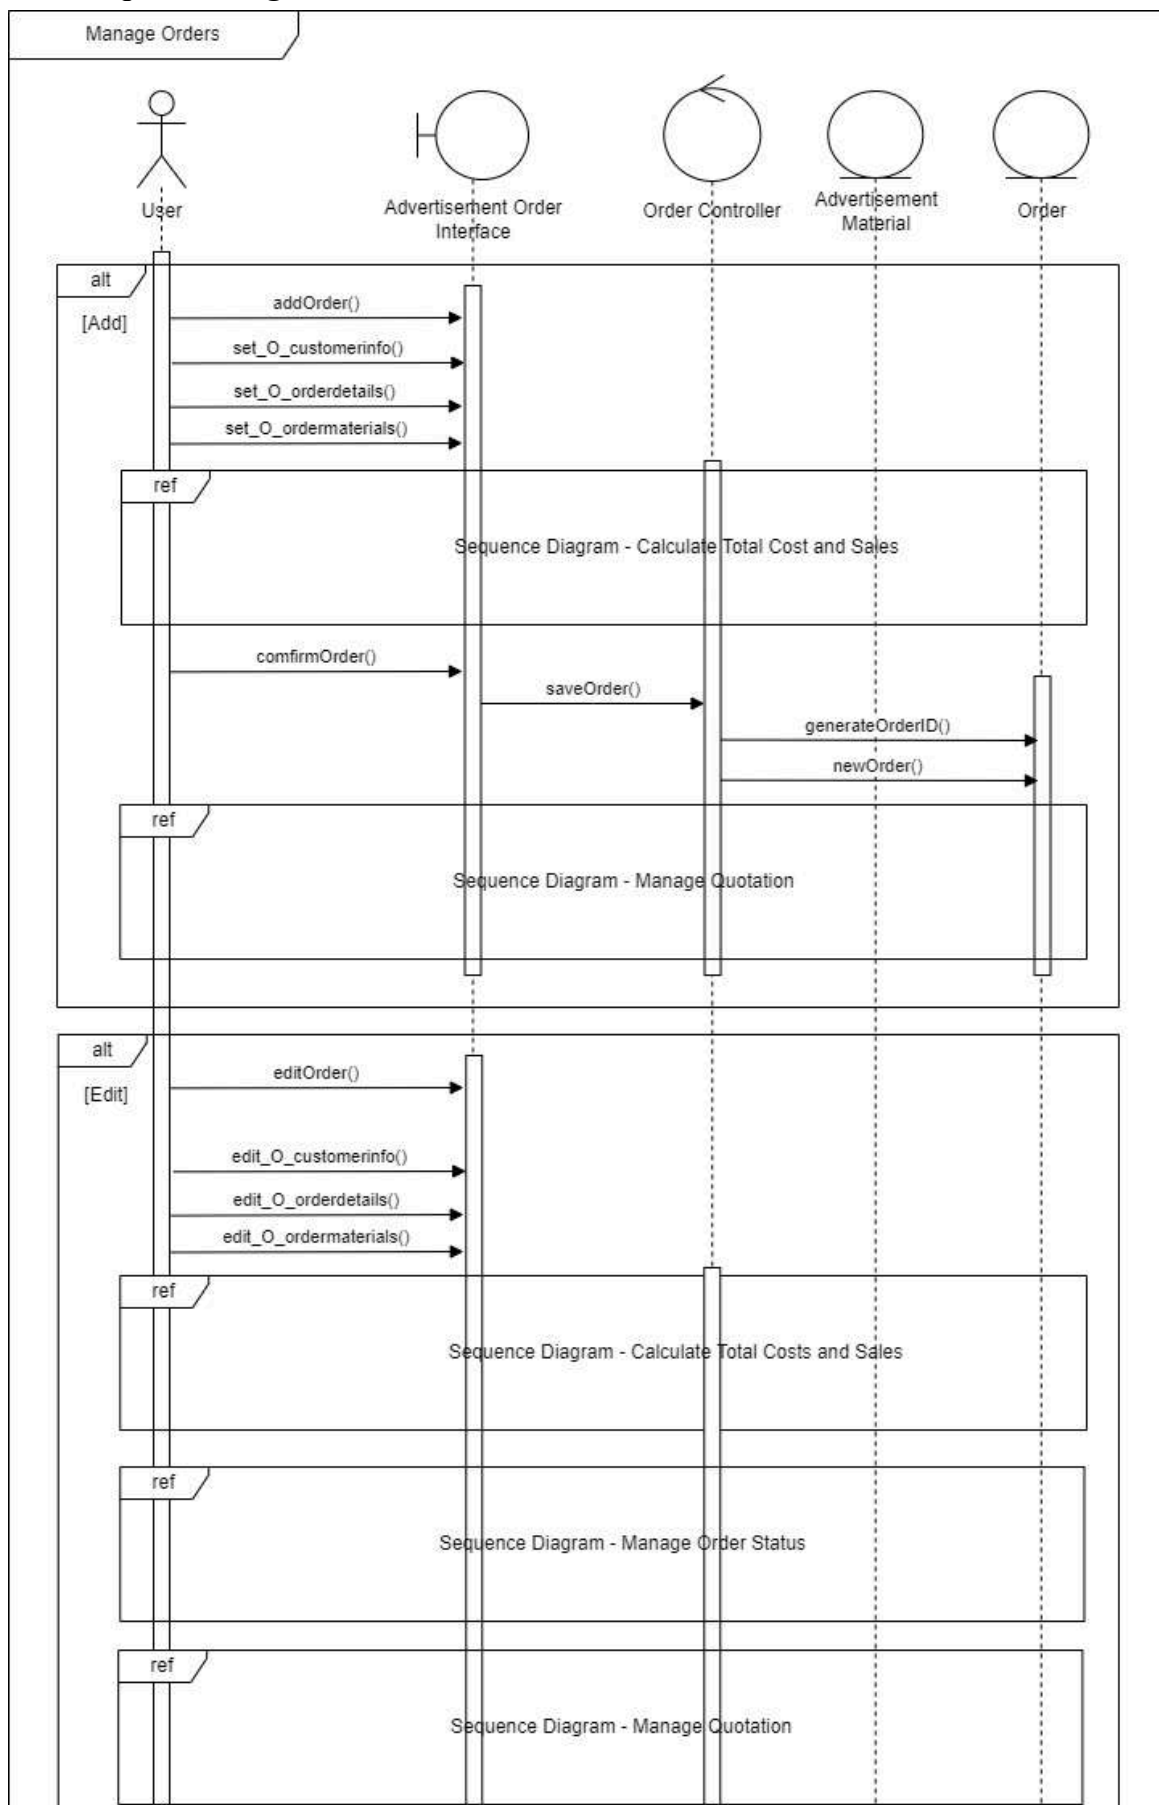 Manage Orders
User
Advertisement Order
Interface
Order Controller
Advertisement
Material
Order
alt
[Add]
addOrder()
set_O_customerinfo()
set_O_orderdetails()
set_O_ordermaterials()
ref
Sequence Diagram - Calculate Total Cost and Sales
comfirmOrder()
saveOrder()
generateOrderID()
newOrder()
ref
Sequence Diagram - Manage Quotation
alt
[Edit]
editOrder()
edit_O_customerinfo()
edit_O_orderdetails()
edit_O_ordermaterials()
ref
Sequence Diagram - Calculate Total Costs and Sales
ref
Sequence Diagram - Manage Order Status
ref
Sequence Diagram - Manage Quotation